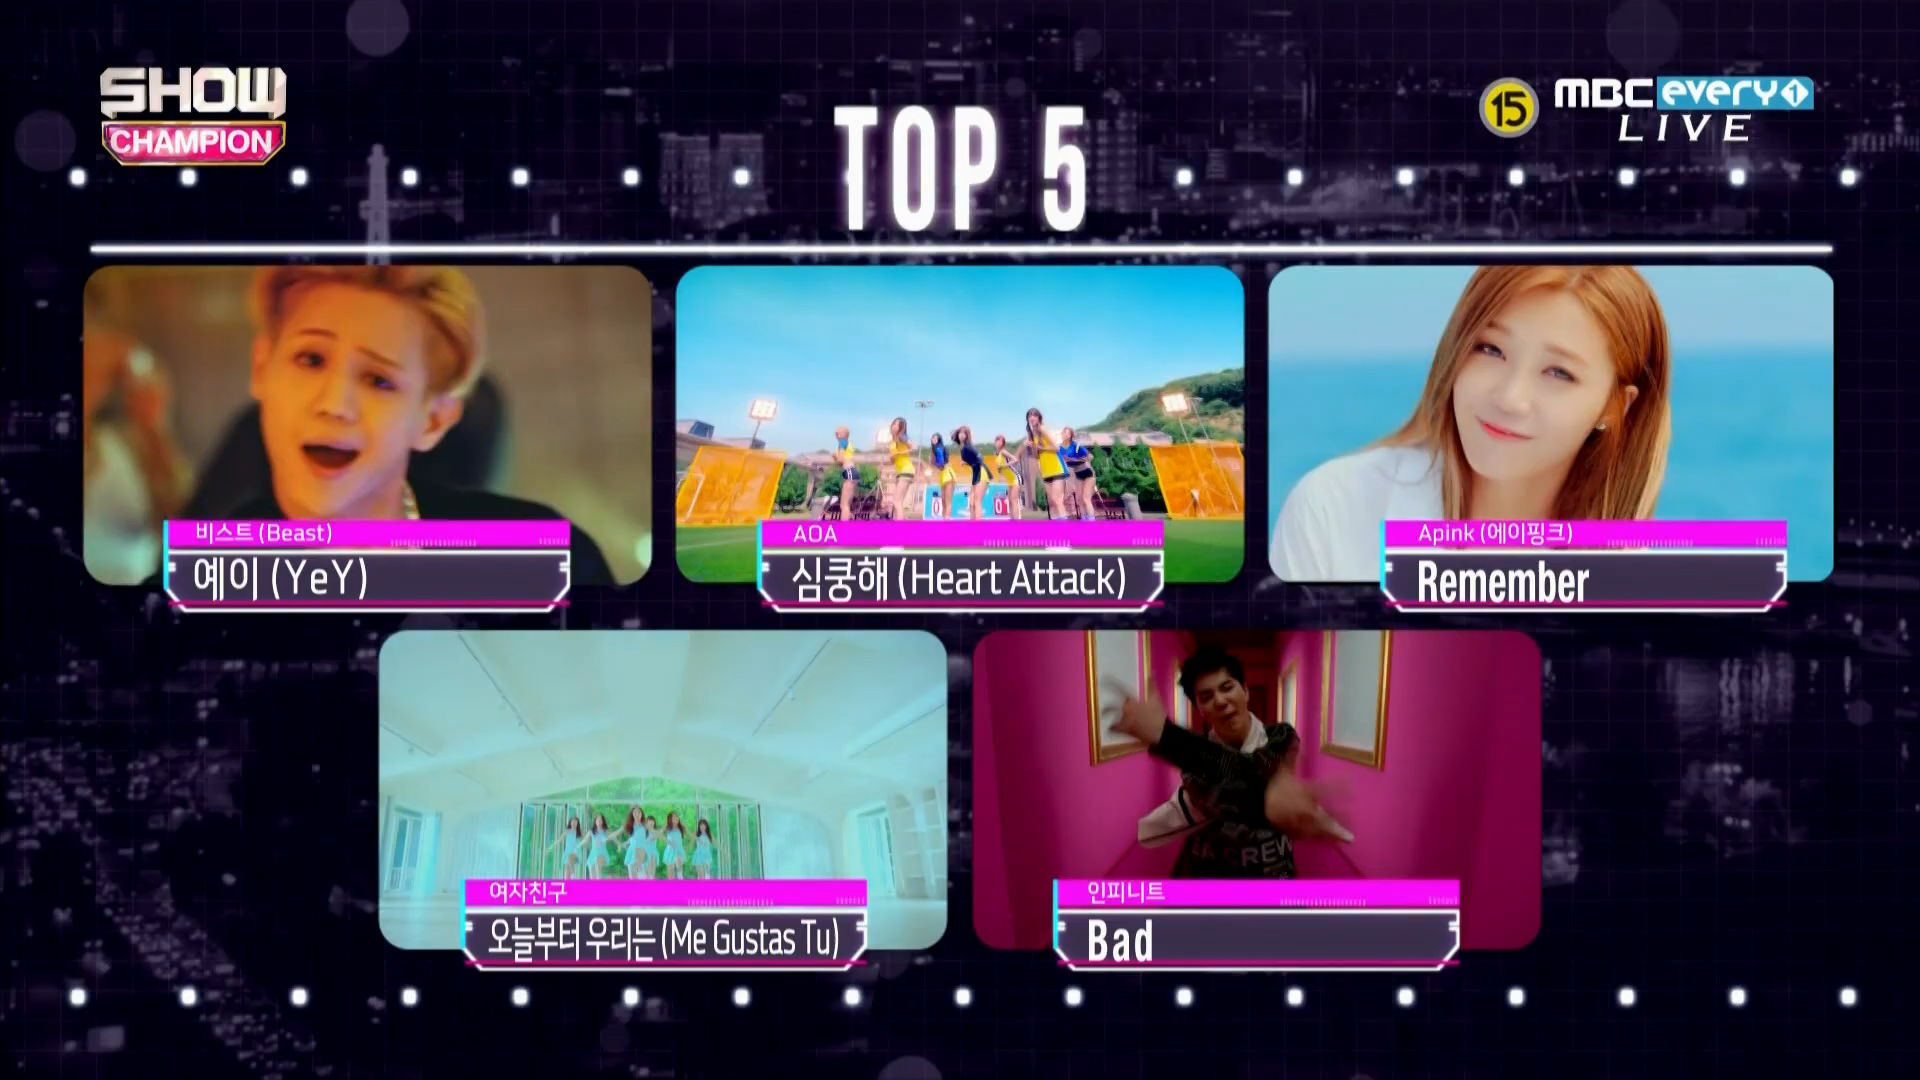 SHOW
CHAMPION
TOP 5
15
MBC every1
LIVE
비스트 (Beast)
예이 (YeY)
AOA
심쿵해 (Heart Attack)
Apink (에이핑크)
Remember
여자친구
오늘부터 우리는 (Me Gustas Tu)
인피니트
Bad
01
CREW